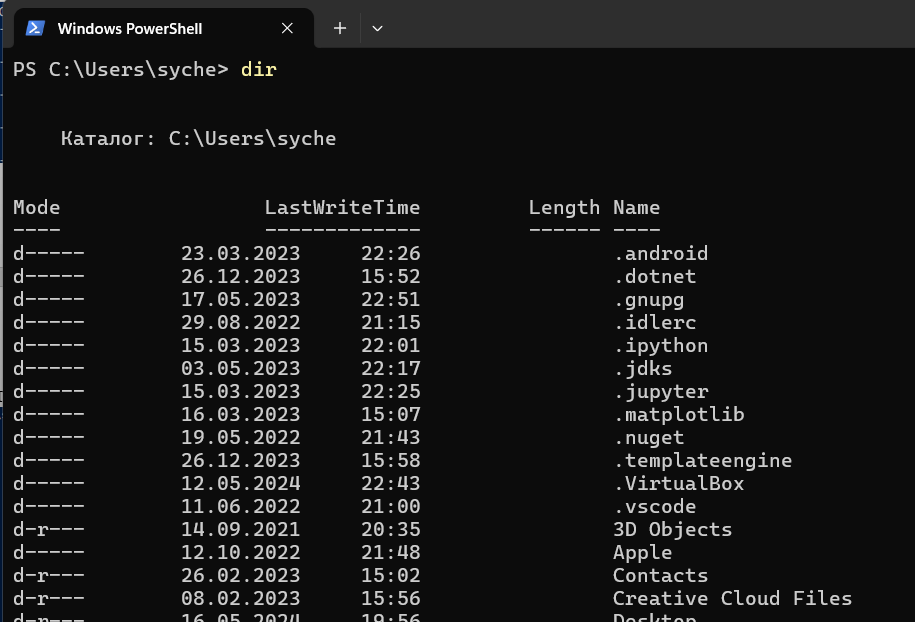 Windows PowerShell
PS C:\Users\syche> dir
Каталог: C:\Users\syche
Mode LastWriteTime Length Name
---- ------------- ------ ----
d----- 23.03.2023 22:26 .android
d----- 26.12.2023 15:52 .dotnet
d----- 17.05.2023 22:51 .gnupg
d----- 29.08.2022 21:15 .idlerc
d----- 15.03.2023 22:01 .ipython
d----- 03.05.2023 22:17 .jdks
d----- 15.03.2023 22:25 .jupyter
d----- 16.03.2023 15:07 .matplotlib
d----- 19.05.2022 21:43 .nuget
d----- 26.12.2023 15:58 .templateengine
d----- 12.05.2024 22:43 .VirtualBox
d----- 11.06.2022 21:00 .vscode
d-r--- 14.09.2021 20:35 3D Objects
d----- 12.10.2022 21:48 Apple
d-r--- 26.02.2023 15:02 Contacts
d-r--- 08.02.2023 15:56 Creative Cloud Files
d-r--- 16.05.2024 19:56 Desktop